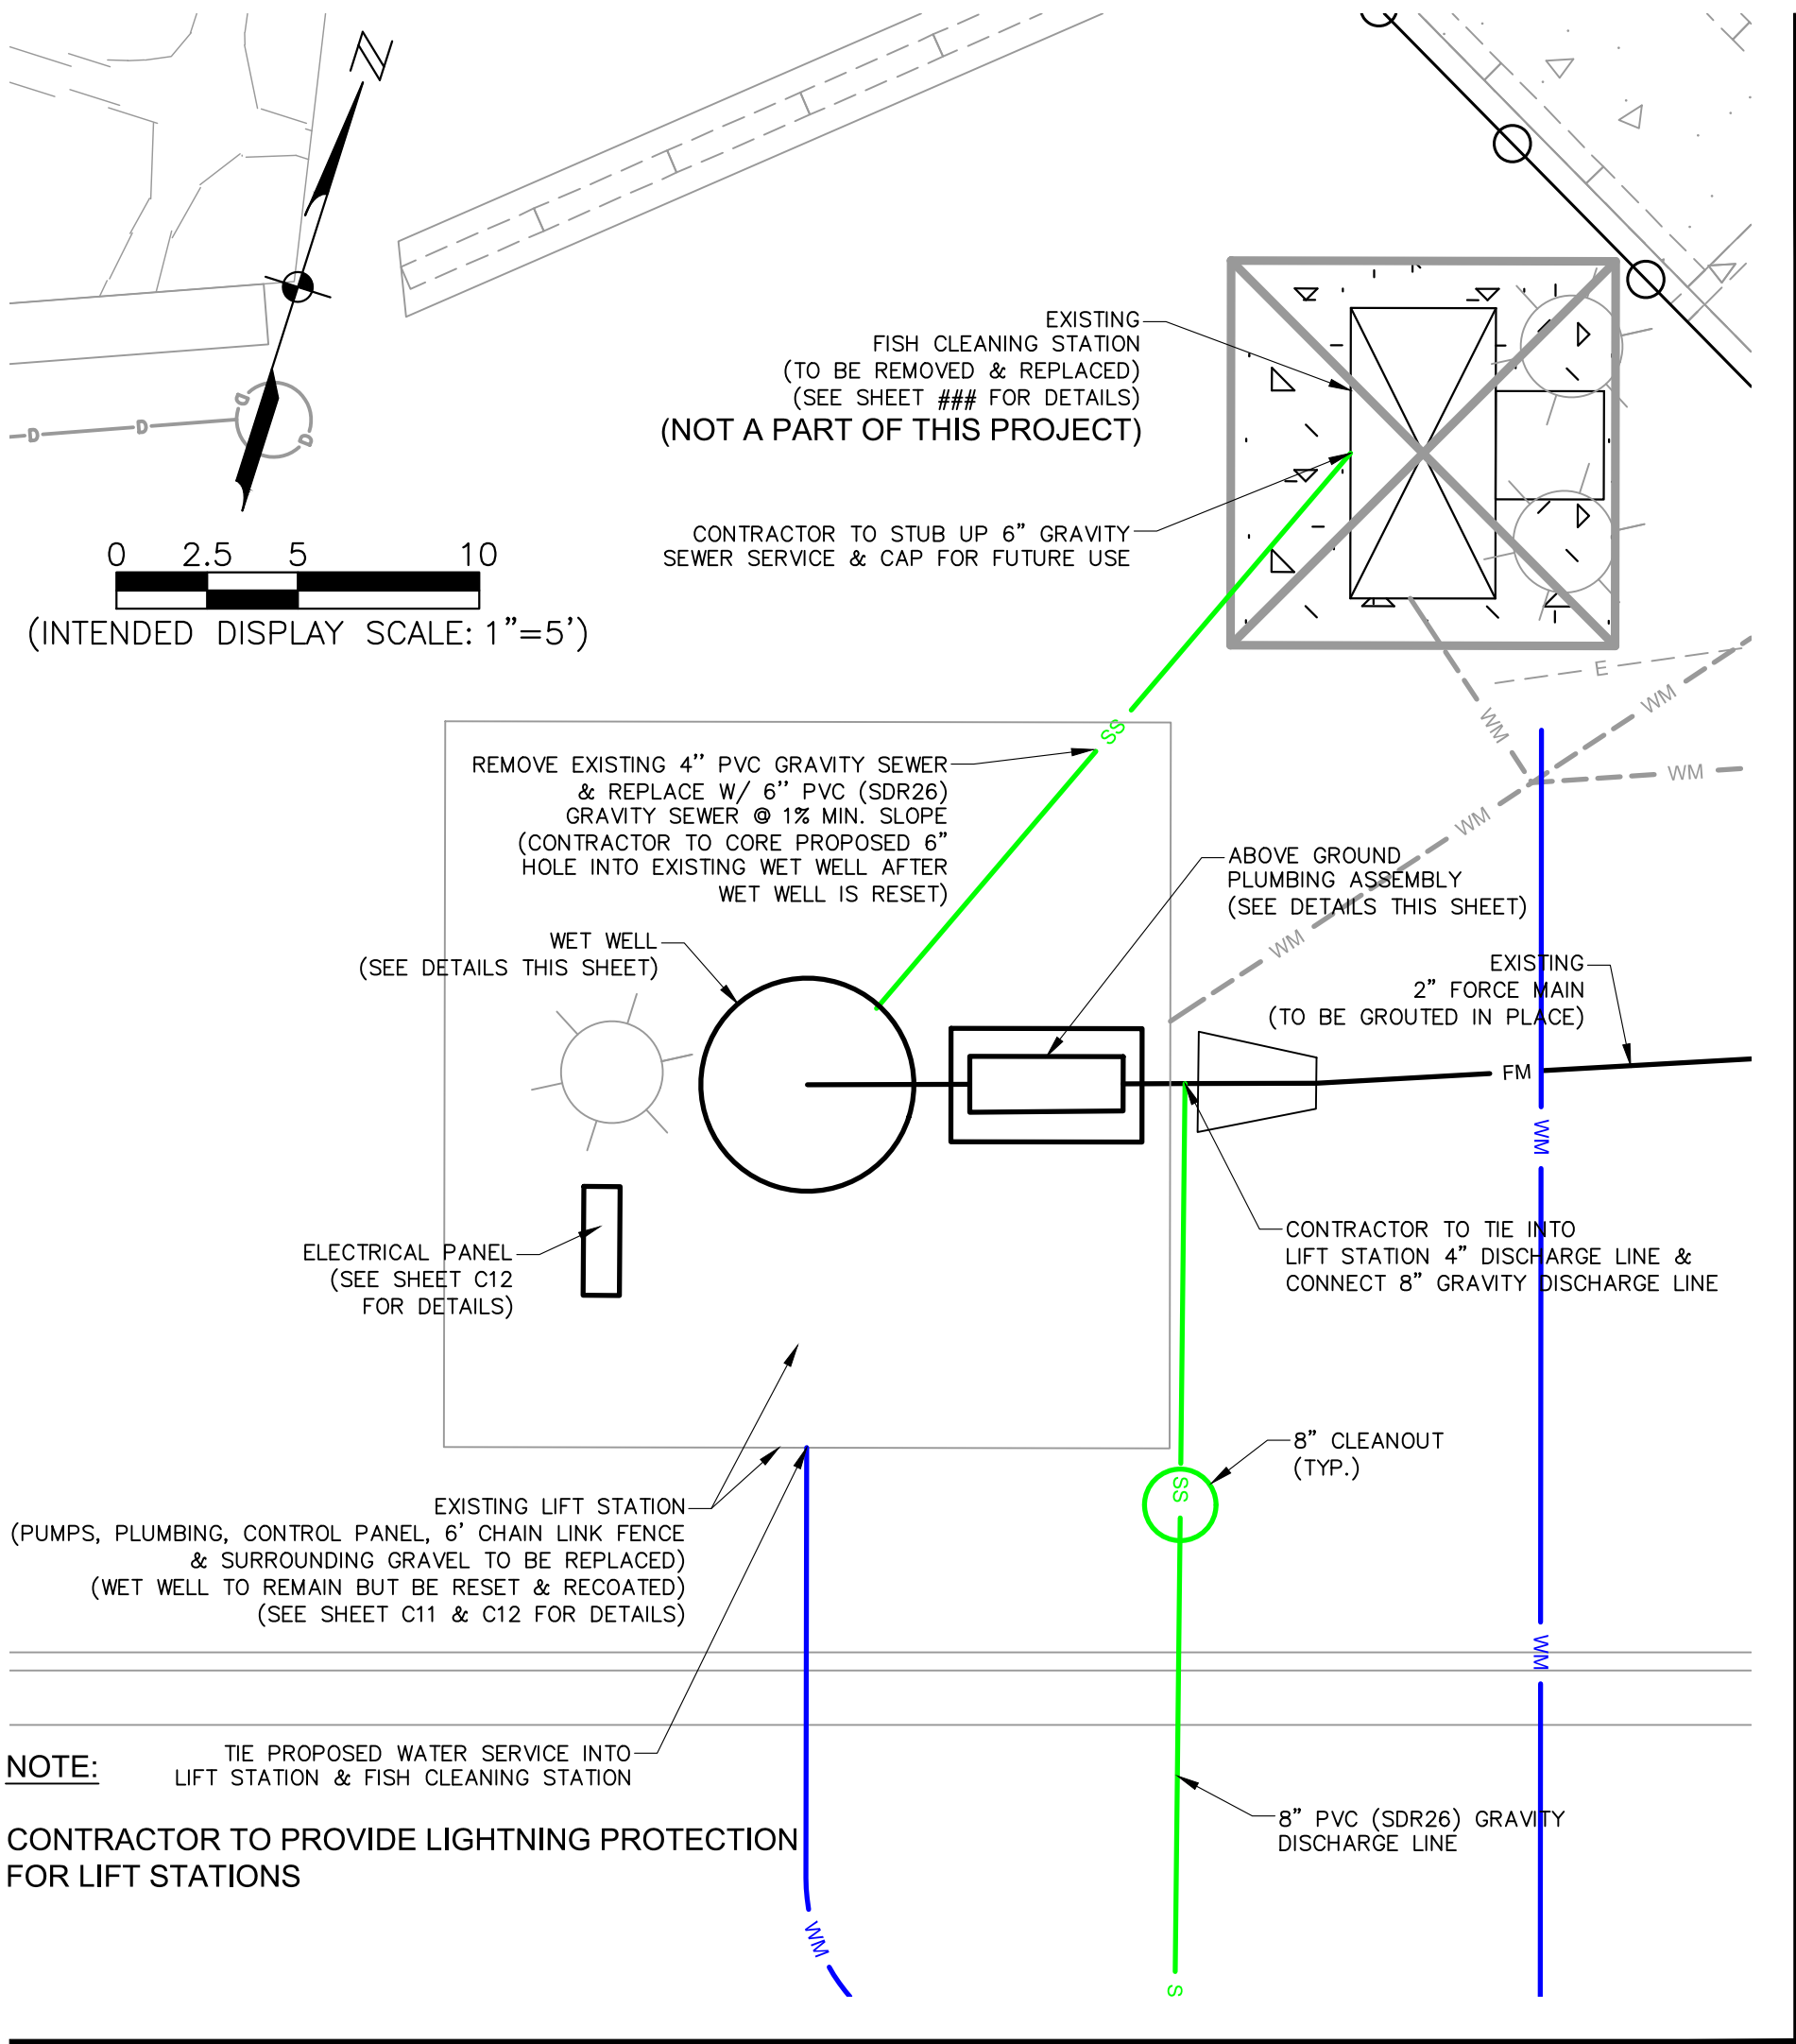 N
D
D
D
D
0 2.5 5 10
(INTENDED DISPLAY SCALE: 1"=5')
EXISTING
FISH CLEANING STATION
(TO BE REMOVED & REPLACED)
(SEE SHEET ### FOR DETAILS)
(NOT A PART OF THIS PROJECT)
CONTRACTOR TO STUB UP 6" GRAVITY
SEWER SERVICE & CAP FOR FUTURE USE
E
WM
WM
WM
WM
WM
SS
REMOVE EXISTING 4" PVC GRAVITY SEWER
& REPLACE W/ 6" PVC (SDR26)
GRAVITY SEWER @ 1% MIN. SLOPE
(CONTRACTOR TO CORE PROPOSED 6"
HOLE INTO EXISTING WET WELL AFTER
WET WELL IS RESET)
ABOVE GROUND
PLUMBING ASSEMBLY
(SEE DETAILS THIS SHEET)
WET WELL
(SEE DETAILS THIS SHEET)
EXISTING
2" FORCE MAIN
(TO BE GROUTED IN PLACE)
FM
WM
CONTRACTOR TO TIE INTO
LIFT STATION 4" DISCHARGE LINE &
CONNECT 8" GRAVITY DISCHARGE LINE
ELECTRICAL PANEL
(SEE SHEET C12
FOR DETAILS)
8" CLEANOUT
(TYP.)
SS
EXISTING LIFT STATION
(PUMPS, PLUMBING, CONTROL PANEL, 6' CHAIN LINK FENCE
& SURROUNDING GRAVEL TO BE REPLACED)
(WET WELL TO REMAIN BUT BE RESET & RECOATED)
(SEE SHEET C11 & C12 FOR DETAILS)
WM
TIE PROPOSED WATER SERVICE INTO
LIFT STATION & FISH CLEANING STATION
NOTE:
CONTRACTOR TO PROVIDE LIGHTNING PROTECTION
FOR LIFT STATIONS
8" PVC (SDR26) GRAVITY
DISCHARGE LINE
WM
S